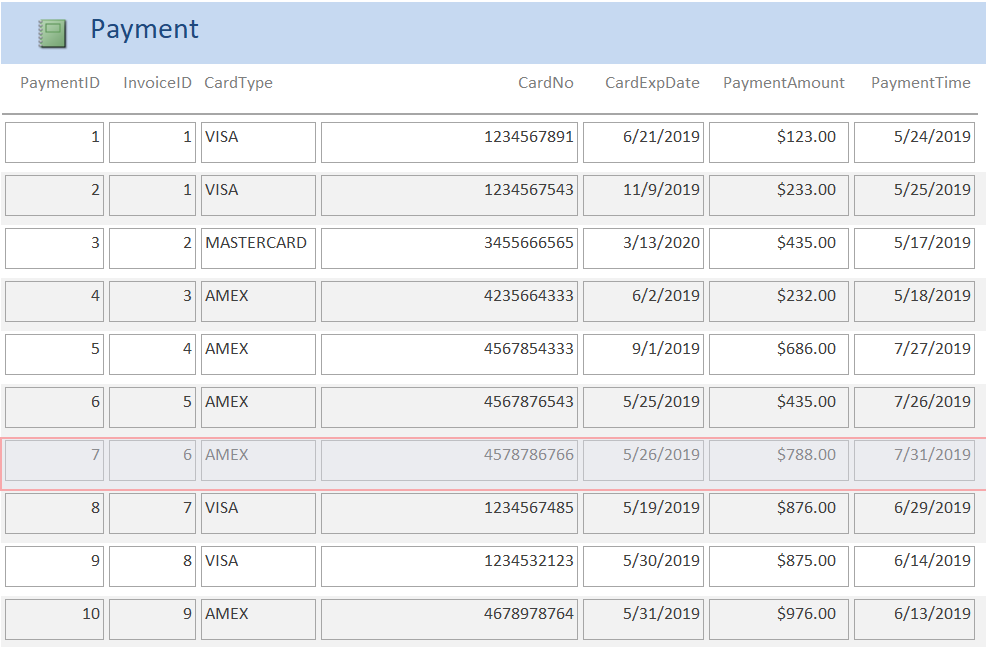 Payment
PaymentID InvoiceID CardType CardNo CardExpDate PaymentAmount PaymentTime
1 1 VISA 1234567891 6/21/2019 $123.00 5/24/2019
2 1 VISA 1234567543 11/9/2019 $233.00 5/25/2019
3 2 MASTERCARD 3455666565 3/13/2020 $435.00 5/17/2019
4 3 AMEX 4235664333 6/2/2019 $232.00 5/18/2019
5 4 AMEX 4567854333 9/1/2019 $686.00 7/27/2019
6 5 AMEX 4567876543 5/25/2019 $435.00 7/26/2019
7 6 AMEX 4578786766 5/26/2019 $788.00 7/31/2019
8 7 VISA 1234567485 5/19/2019 $876.00 6/29/2019
9 8 VISA 1234532123 5/30/2019 $875.00 6/14/2019
10 9 AMEX 4678978764 5/31/2019 $976.00 6/13/2019